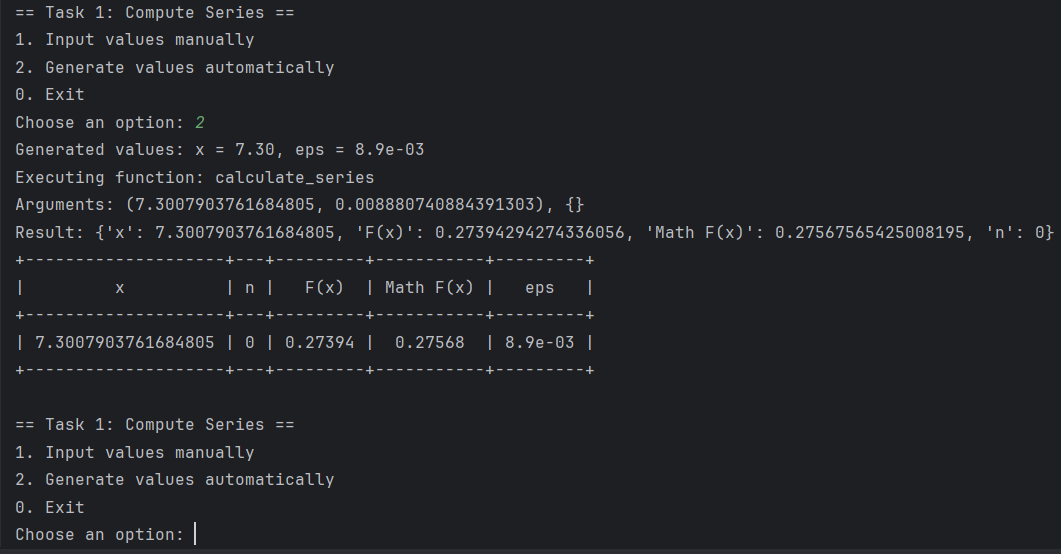 == Task 1: Compute Series ==
1. Input values manually
2. Generate values automatically
0. Exit
Choose an option: 2
Generated values: x = 7.30, eps = 8.9e-03
Executing function: calculate_series
Arguments: (7.3007903761684805, 0.008880740884391303), {}
Result: {'x': 7.3007903761684805, 'F(x)': 0.27394294274336056, 'Math F(x)': 0.27567565425008195, 'n': 0}
+--------------------+---+---------+-----------+---------+
|         x          | n |   F(x)  | Math F(x) |   eps   |
+--------------------+---+---------+-----------+---------+
| 7.3007903761684805 | 0 | 0.27394 |  0.27568  | 8.9e-03 |
+--------------------+---+---------+-----------+---------+
== Task 1: Compute Series ==
1. Input values manually
2. Generate values automatically
0. Exit
Choose an option: